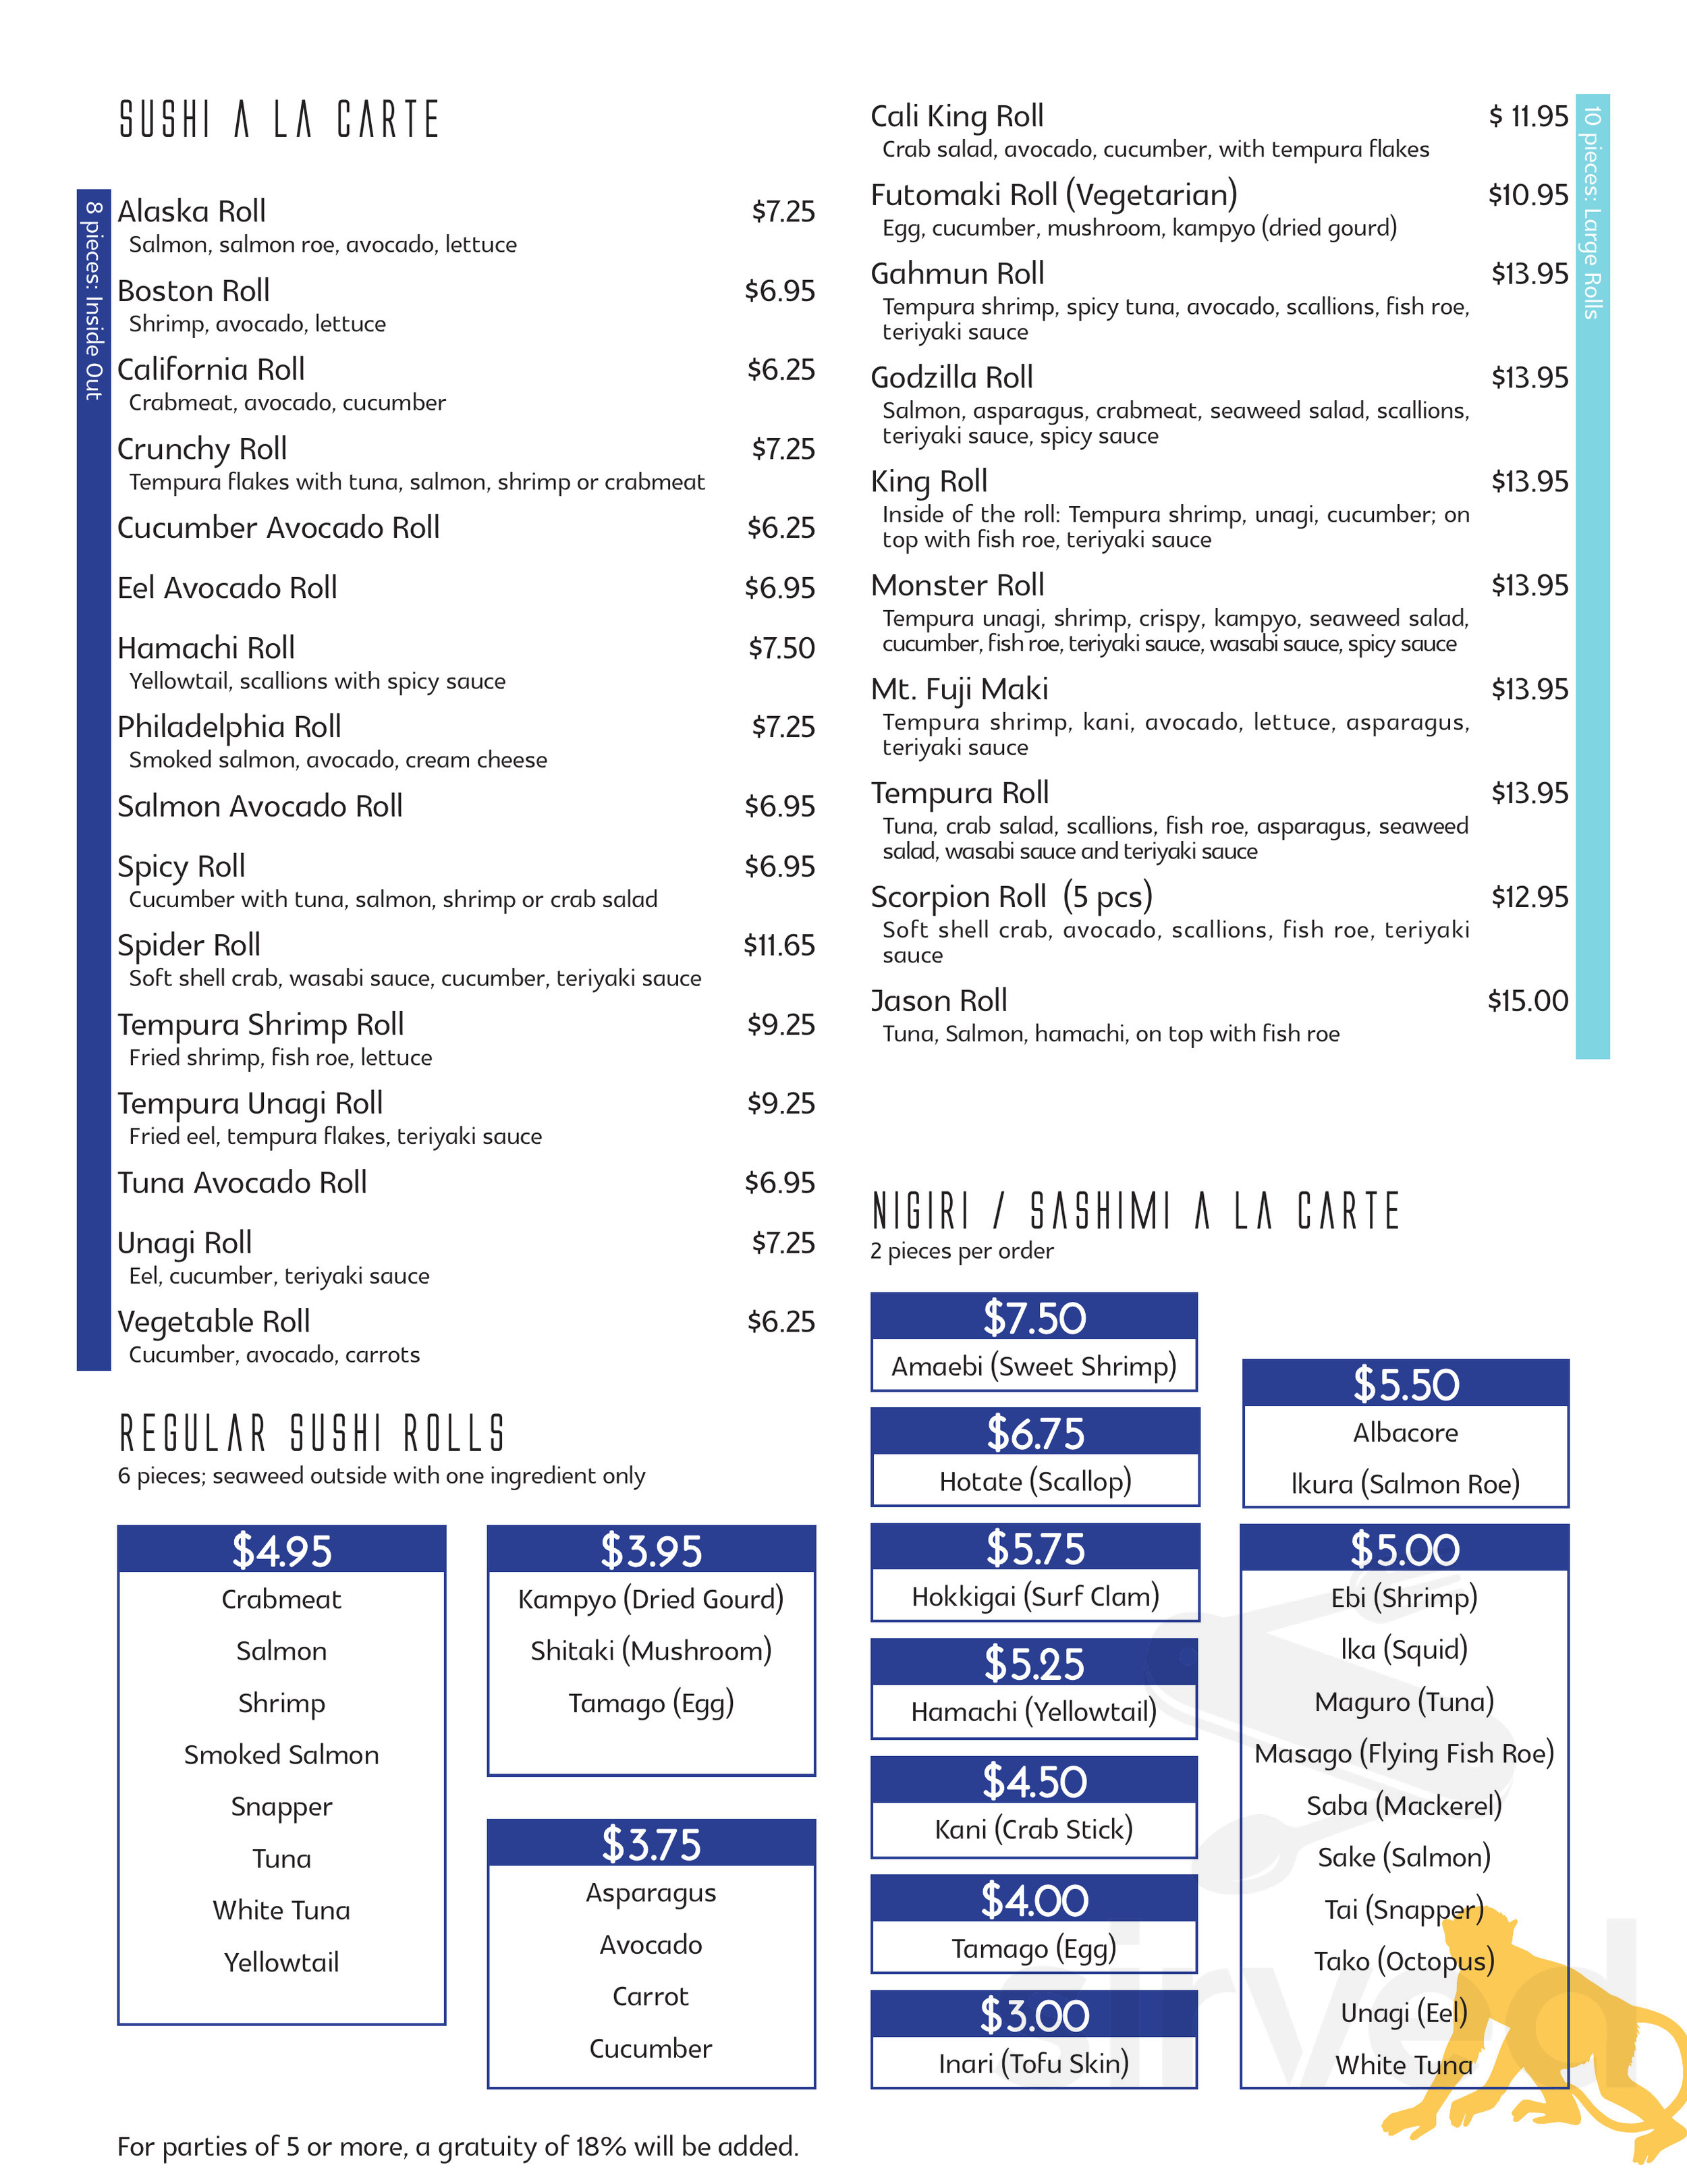 SUSHI A LA CARTE
8 pieces: Inside Out
Alaska Roll $7.25
Salmon, salmon roe, avocado, lettuce
Boston Roll $6.95
Shrimp, avocado, lettuce
California Roll $6.25
Crabmeat, avocado, cucumber
Crunchy Roll $7.25
Tempura flakes with tuna, salmon, shrimp or crabmeat
Cucumber Avocado Roll $6.25
Eel Avocado Roll $6.95
Hamachi Roll $7.50
Yellowtail, scallions with spicy sauce
Philadelphia Roll $7.25
Smoked salmon, avocado, cream cheese
Salmon Avocado Roll $6.95
Spicy Roll $6.95
Cucumber with tuna, salmon, shrimp or crab salad
Spider Roll $11.65
Soft shell crab, wasabi sauce, cucumber, teriyaki sauce
Tempura Shrimp Roll $9.25
Fried shrimp, fish roe, lettuce
Tempura Unagi Roll $9.25
Fried eel, tempura flakes, teriyaki sauce
Tuna Avocado Roll $6.95
Unagi Roll $7.25
Eel, cucumber, teriyaki sauce
Vegetable Roll $6.25
Cucumber, avocado, carrots
REGULAR SUSHI ROLLS
6 pieces; seaweed outside with one ingredient only
$4.95
Crabmeat
Salmon
Shrimp
Smoked Salmon
Snapper
Tuna
White Tuna
Yellowtail
$3.95
Kampyo (Dried Gourd)
Shitaki (Mushroom)
Tamago (Egg)
$3.75
Asparagus
Avocado
Carrot
Cucumber
For parties of 5 or more, a gratuity of 18% will be added.
10 pieces: Large Rolls
Cali King Roll $ 11.95
Crab salad, avocado, cucumber, with tempura flakes
Futomaki Roll (Vegetarian) $10.95
Egg, cucumber, mushroom, kampyo (dried gourd)
Gahmun Roll $13.95
Tempura shrimp, spicy tuna, avocado, scallions, fish roe,
teriyaki sauce
Godzilla Roll $13.95
Salmon, asparagus, crabmeat, seaweed salad, scallions,
teriyaki sauce, spicy sauce
King Roll $13.95
Inside of the roll: Tempura shrimp, unagi, cucumber; on
top with fish roe, teriyaki sauce
Monster Roll $13.95
Tempura unagi, shrimp, crispy, kampyo, seaweed salad,
cucumber, fish roe, teriyaki sauce, wasabi sauce, spicy sauce
Mt. Fuji Maki $13.95
Tempura shrimp, kani, avocado, lettuce, asparagus,
teriyaki sauce
Tempura Roll $13.95
Tuna, crab salad, scallions, fish roe, asparagus, seaweed
salad, wasabi sauce and teriyaki sauce
Scorpion Roll (5 pcs) $12.95
Soft shell crab, avocado, scallions, fish roe, teriyaki
sauce
Jason Roll $15.00
Tuna, Salmon, hamachi, on top with fish roe
NIGIRI / SASHIMI A LA CARTE
2 pieces per order
$7.50
Amaebi (Sweet Shrimp)
$6.75
Hotate (Scallop)
$5.75
Hokkigai (Surf Clam)
$5.25
Hamachi (Yellowtail)
$4.50
Kani (Crab Stick)
$4.00
Tamago (Egg)
$3.00
Inari (Tofu Skin)
$5.50
Albacore
Ikura (Salmon Roe)
$5.00
Ebi (Shrimp)
Ika (Squid)
Maguro (Tuna)
Masago (Flying Fish Roe)
Saba (Mackerel)
Sake (Salmon)
Tai (Snapper)
Tako (Octopus)
Unagi (Eel)
White Tuna
sirved